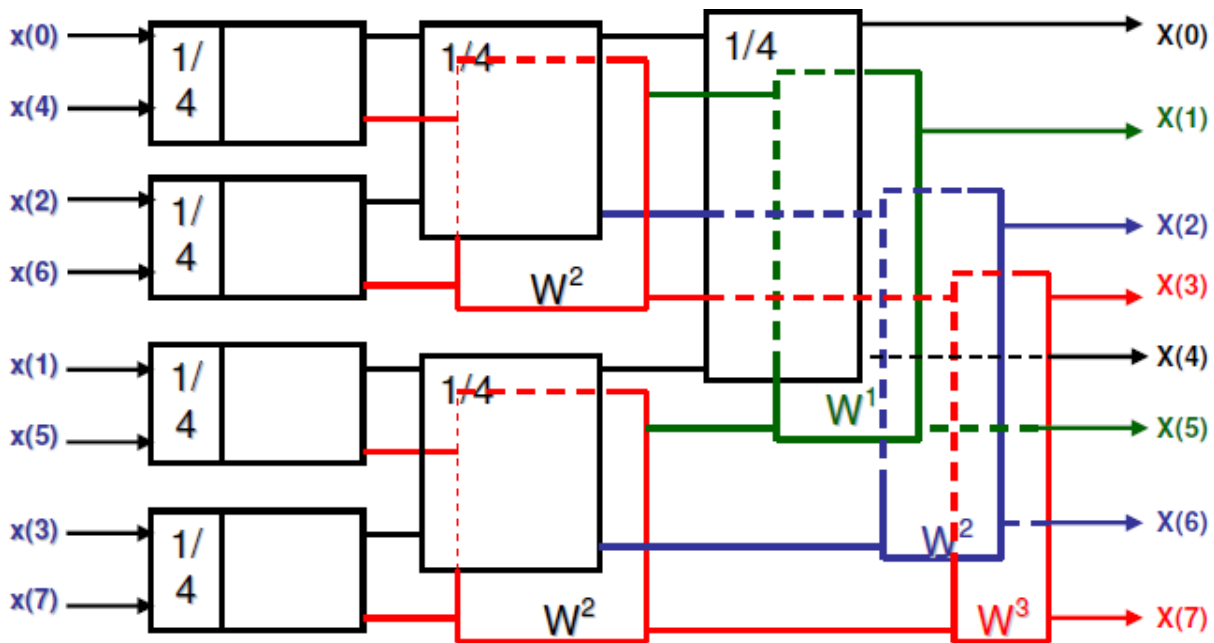 x(0)
x(4)
x(2)
x(6)
x(1)
x(5)
x(3)
x(7)
1/
4
1/
4
1/
4
1/
4
1/4
W²
1/4
W²
1/4
W¹
W²
W³
X(0)
X(1)
X(2)
X(3)
X(4)
X(5)
X(6)
X(7)